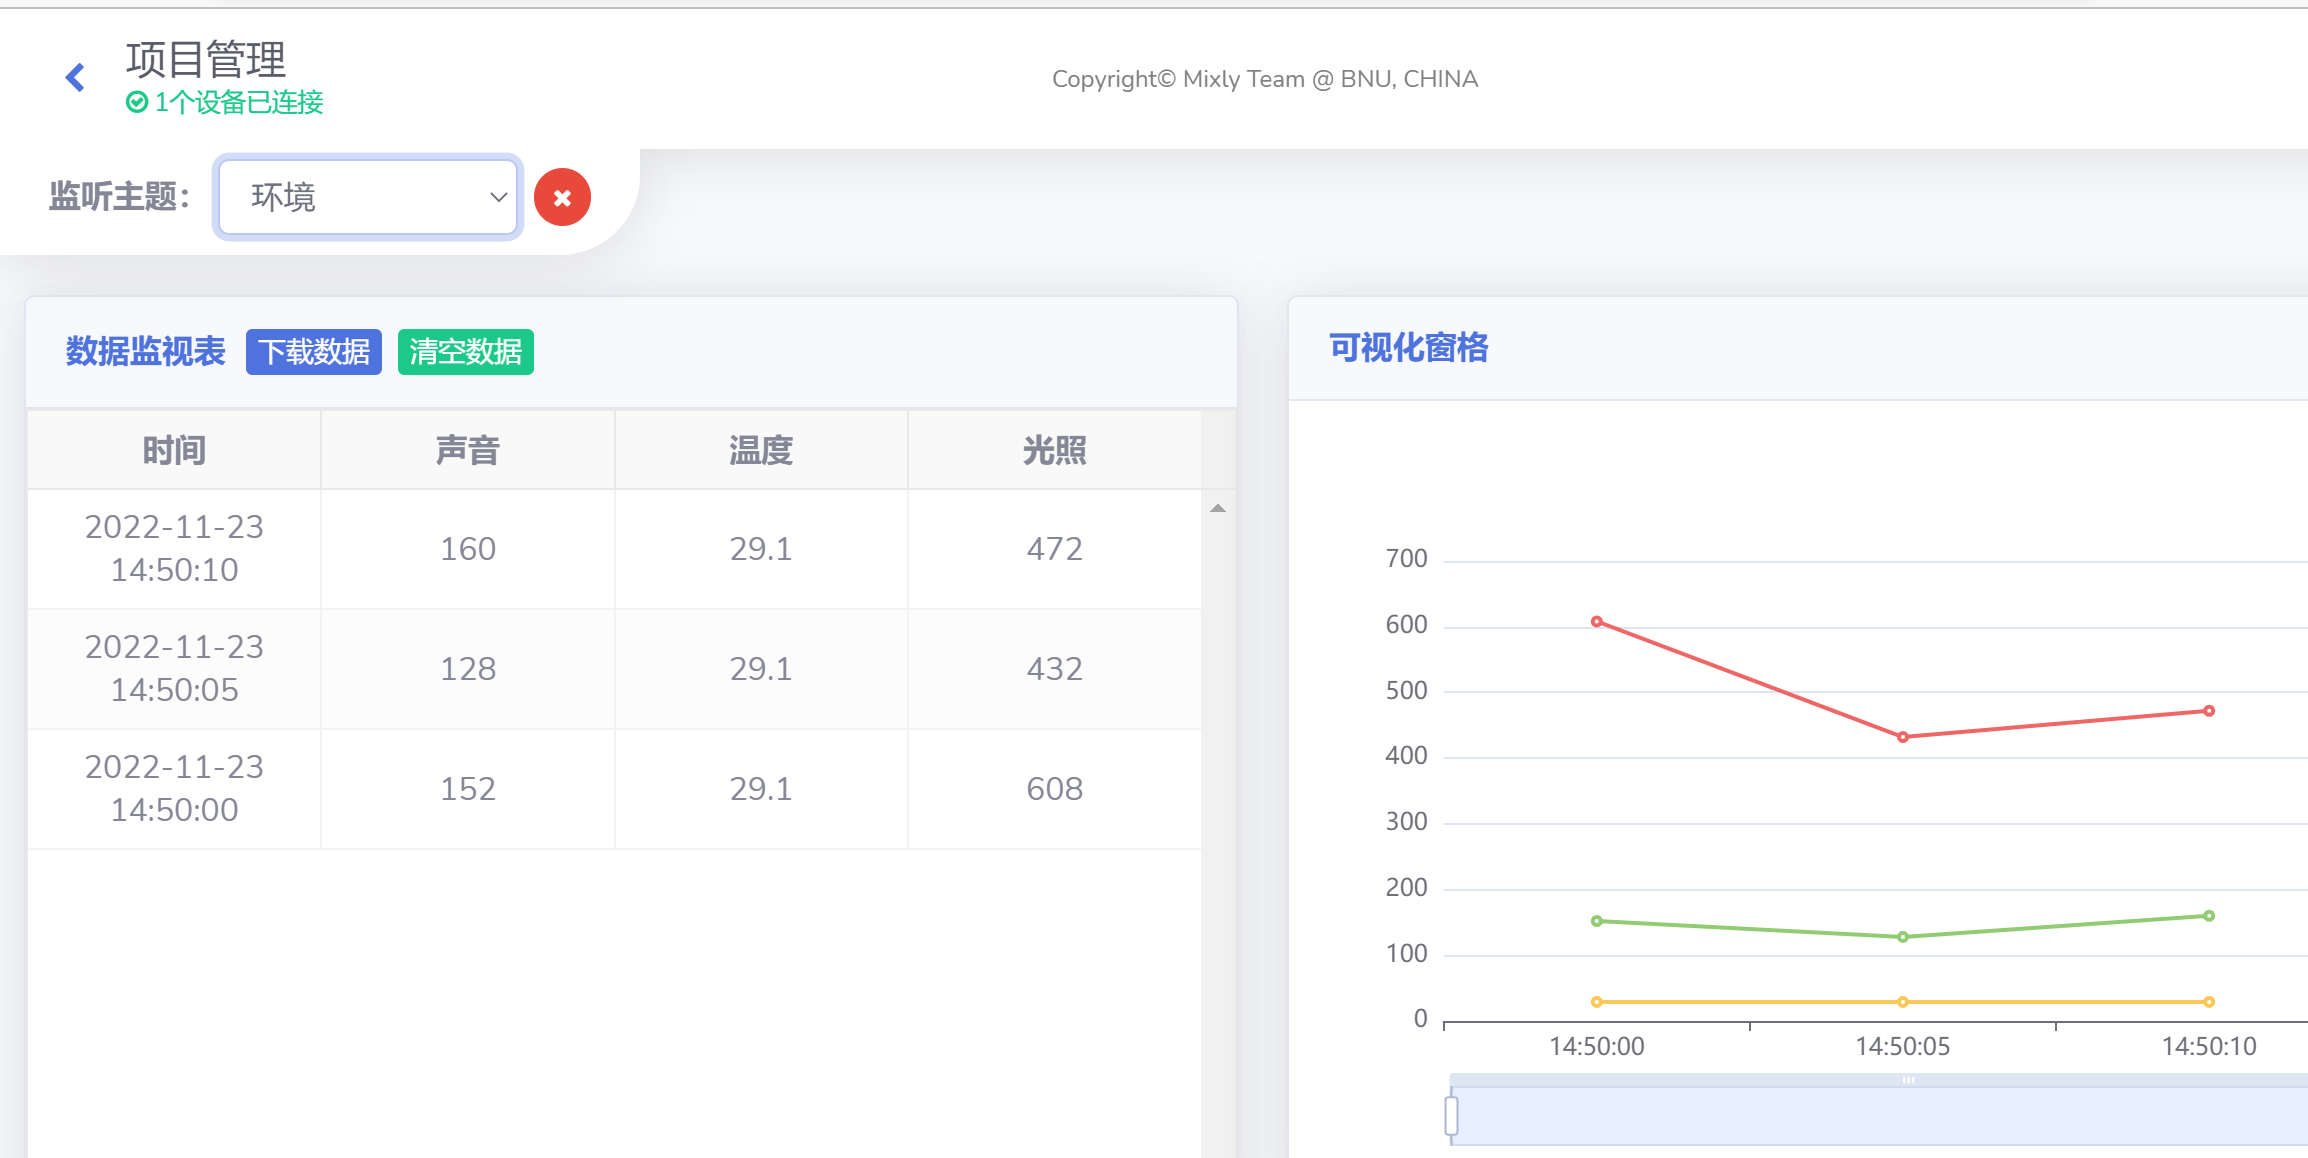 项目管理
1个设备已连接
Copyright© Mixly Team @ BNU, CHINA
监听主题：
环境
数据监视表 下载数据 清空数据
时间 声音 温度 光照
2022-11-23
14:50:10 160 29.1 472
2022-11-23
14:50:05 128 29.1 432
2022-11-23
14:50:00 152 29.1 608
可视化窗格
700
600
500
400
300
200
100
0
14:50:00 14:50:05 14:50:10